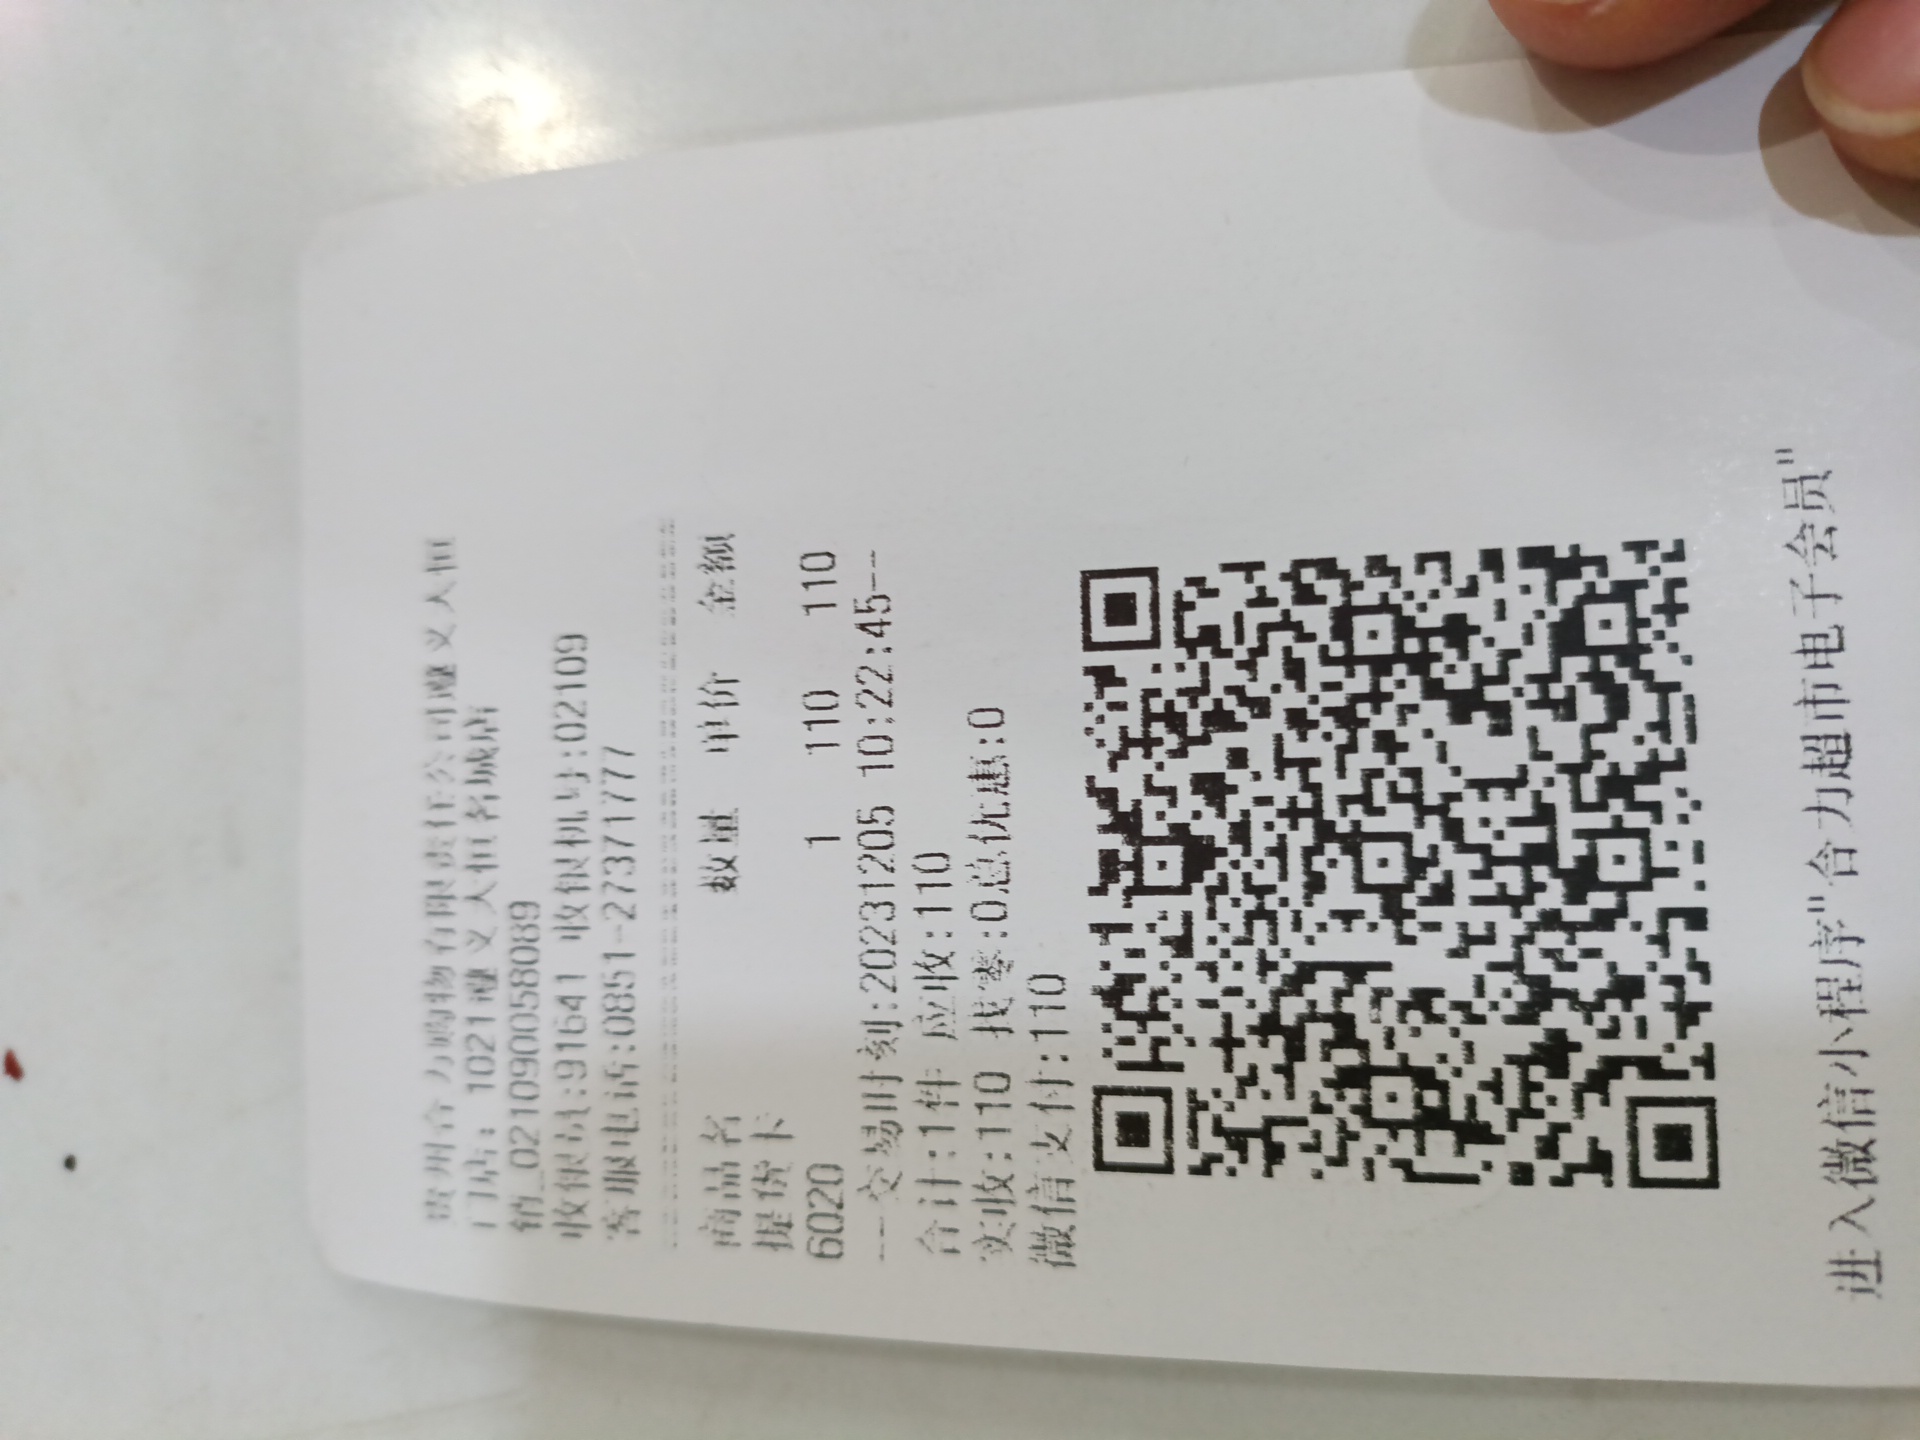 贵州合力购物有限责任公司遵义大恒
门店: 1021遵义大恒名城店
销_021090058089
收银员:91641 收银机号:02109
客服电话:0851-27371777
商品名 数量 单价 金额
提货卡
6020 1 110 110
---交易时刻:20231205 10:22:45--
合计:1件 应收:110
实收:110 找零:0总优惠:0
微信支付:110
进入微信小程序"合力超市电子会员"